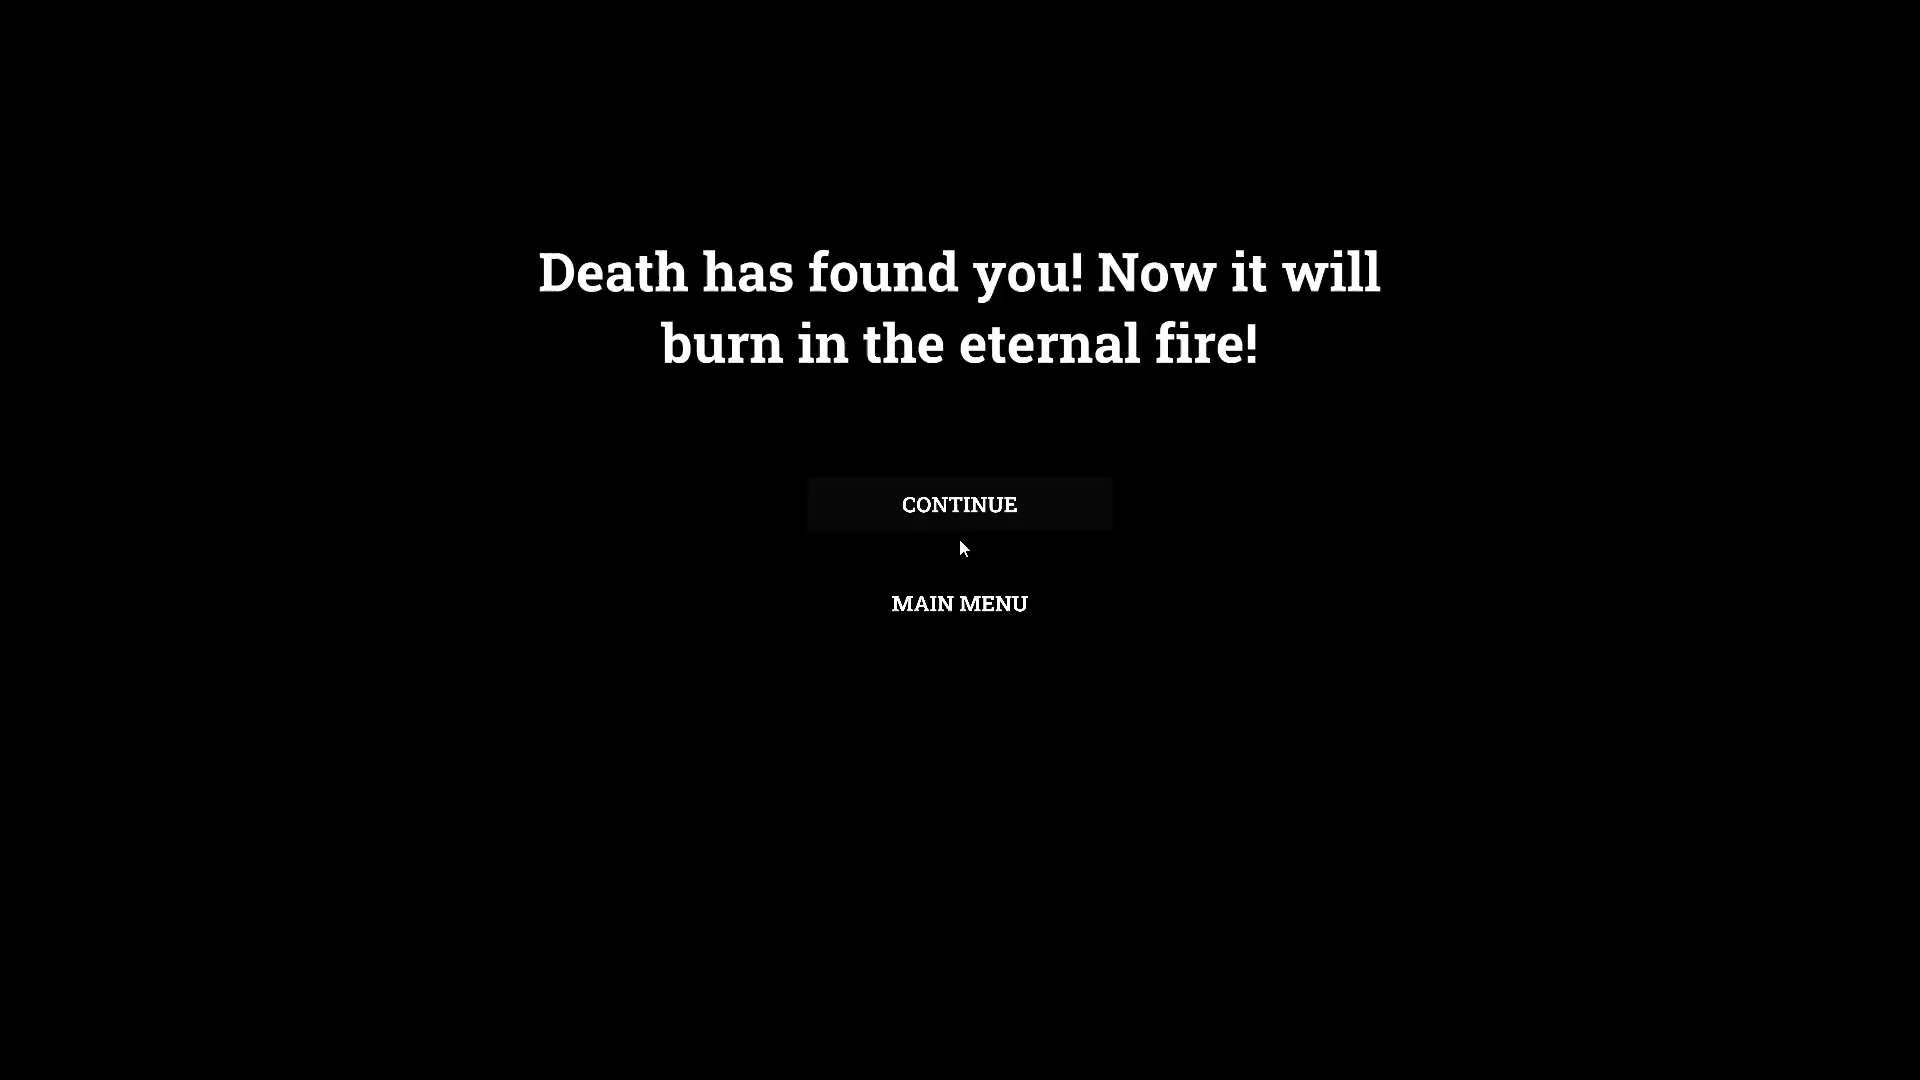 Death has found you! Now it will
burn in the eternal fire!
CONTINUE
MAIN MENU